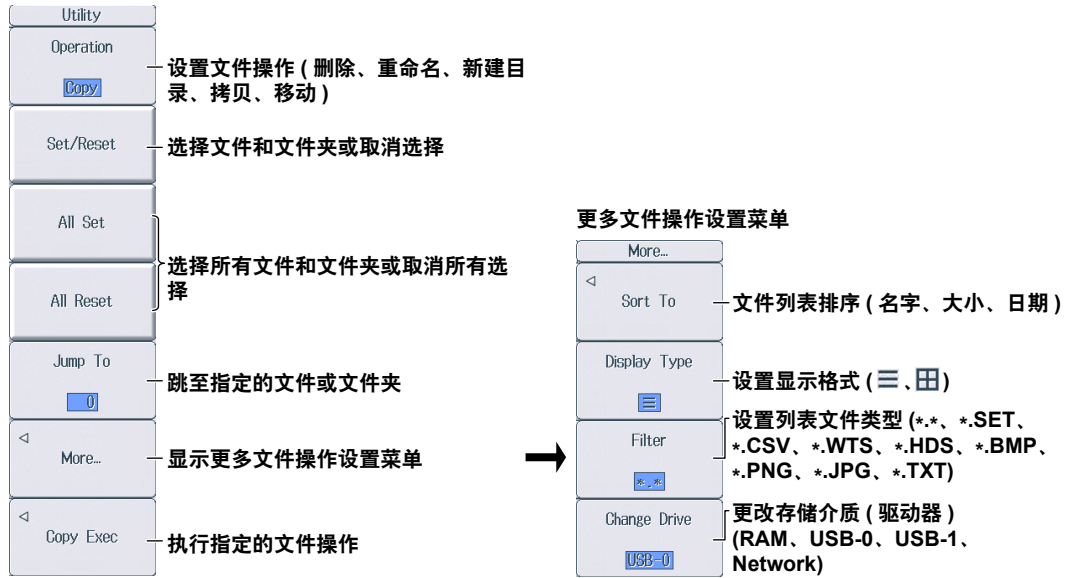 Utility
Operation
Copy
设置文件操作 ( 删除、重命名、新建目
录、拷贝、移动 )
Set/Reset
选择文件和文件夹或取消选择
All Set
All Reset
选择所有文件和文件夹或取消所有选
择
Jump To
0
跳至指定的文件或文件夹
More...
显示更多文件操作设置菜单
Copy Exec
执行指定的文件操作
更多文件操作设置菜单
More...
Sort To
文件列表排序 ( 名字、大小、日期 )
Display Type
设置显示格式 ( 、 )
Filter
*.*
设置列表文件类型 (*.*、*.SET、
*.CSV、*.WTS、*.HDS、*.BMP、
*.PNG、*.JPG、*.TXT)
Change Drive
USB-0
更改存储介质 ( 驱动器 )
(RAM、USB-0、USB-1、
Network)